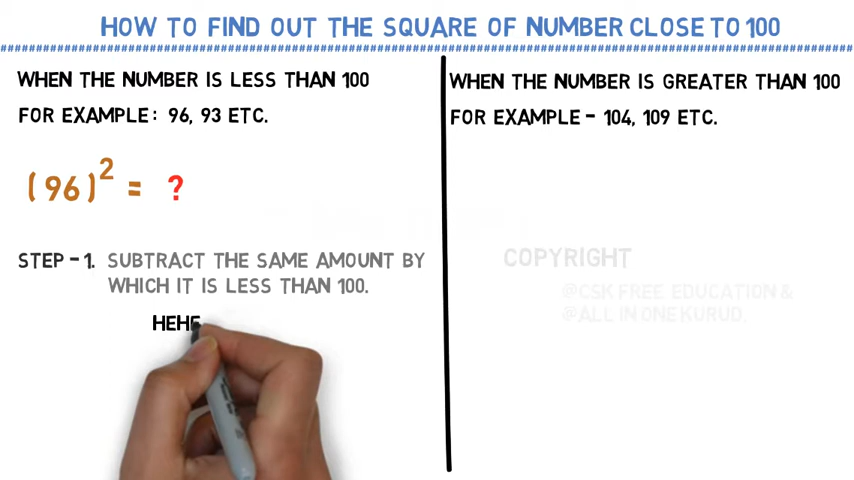 HOW TO FIND OUT THE SQUARE OF NUMBER CLOSE TO 100
WHEN THE NUMBER IS LESS THAN 100
FOR EXAMPLE: 96, 93 ETC.
(96)² = ?
STEP - 1. SUBTRACT THE SAME AMOUNT BY
WHICH IT IS LESS THAN 100.
HEHE
WHEN THE NUMBER IS GREATER THAN 100
FOR EXAMPLE - 104, 109 ETC.
COPYRIGHT
@CSK FREE EDUCATION &
@ALL IN ONE KURUD.